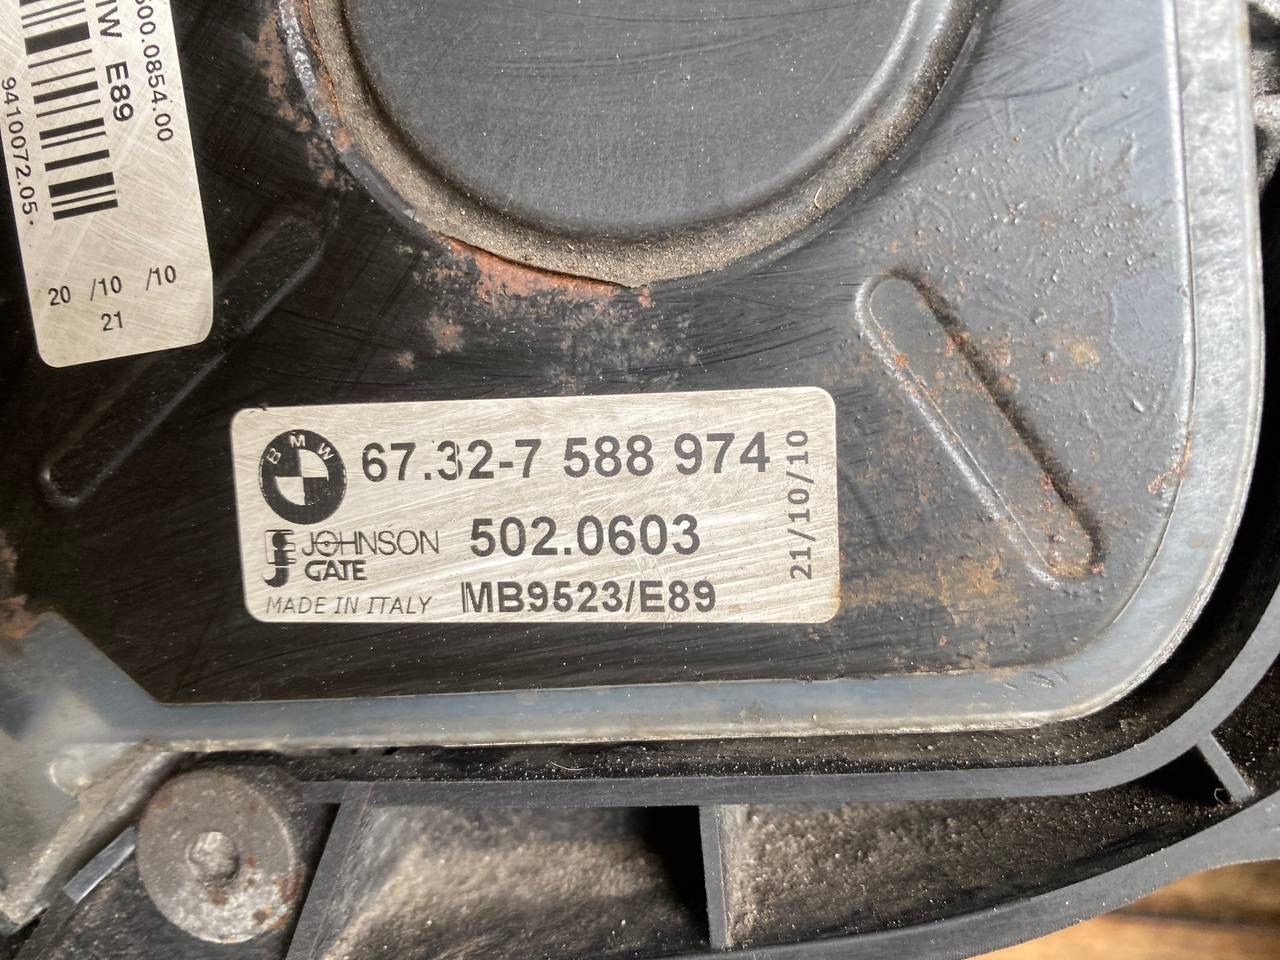 500.0854.00
W E89
9410072.05.
20 /10 /10
21
BMW
67.32-7 588 974
JOHNSON
GATE
502.0603
MADE IN ITALY
MB9523/E89
21/10/10